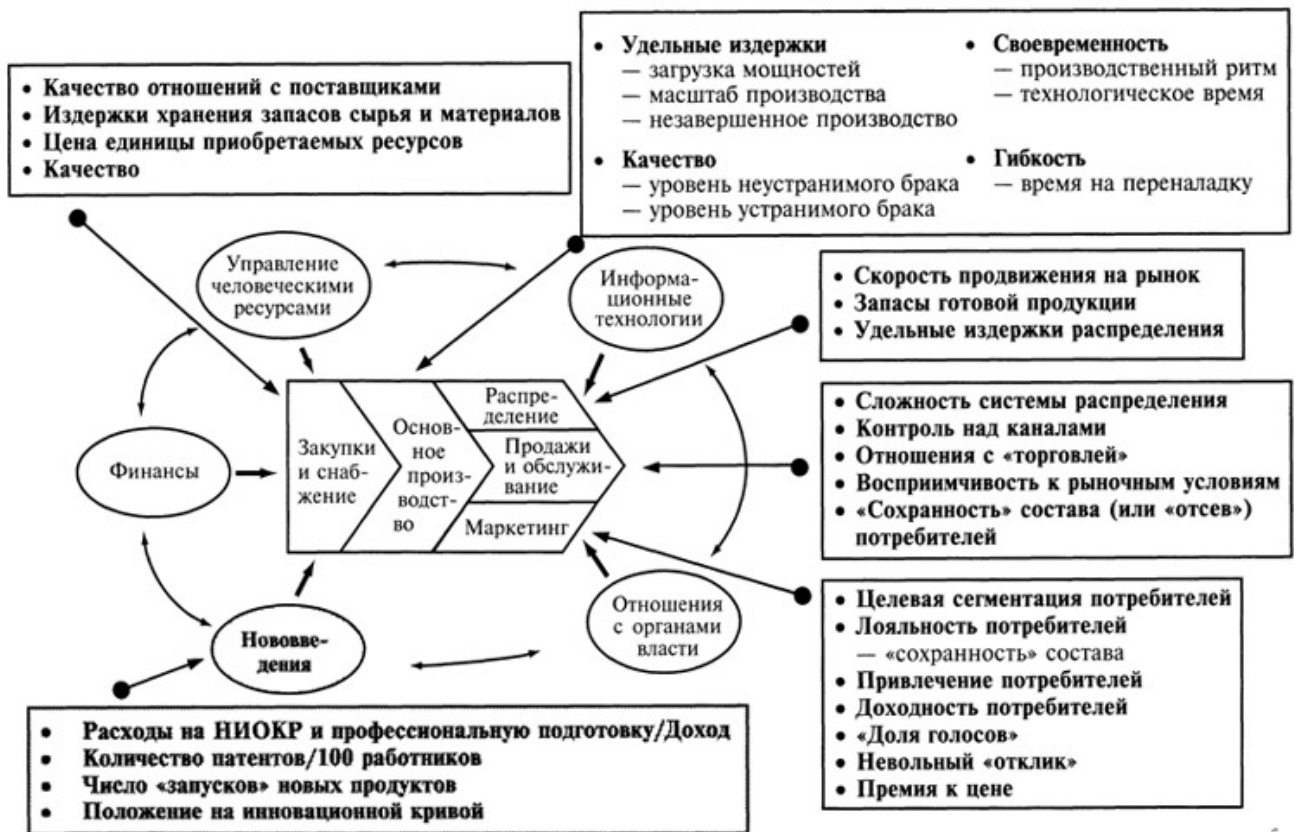 • Качество отношений с поставщиками
• Издержки хранения запасов сырья и материалов
• Цена единицы приобретаемых ресурсов
• Качество
• Удельные издержки
— загрузка мощностей
— масштаб производства
— незавершенное производство
• Качество
— уровень неустранимого брака
— уровень устранимого брака
• Своевременность
— производственный ритм
— технологическое время
• Гибкость
— время на переналадку
Управление
человеческими
ресурсами
Информа-
ционные
технологии
• Скорость продвижения на рынок
• Запасы готовой продукции
• Удельные издержки распределения
Финансы
Закупки
и снаб-
жение
Основ-
ное
произ-
водст-
во
Распре-
деление
Продажи
и обслужи-
вание
Маркетинг
• Сложность системы распределения
• Контроль над каналами
• Отношения с «торговлей»
• Восприимчивость к рыночным условиям
• «Сохранность» состава (или «отсев»)
потребителей
Нововве-
дения
Отношения
с органами
власти
• Целевая сегментация потребителей
• Лояльность потребителей
— «сохранность» состава
• Привлечение потребителей
• Доходность потребителей
• «Доля голосов»
• Невольный «отклик»
• Премия к цене
• Расходы на НИОКР и профессиональную подготовку/Доход
• Количество патентов/100 работников
• Число «запусков» новых продуктов
• Положение на инновационной кривой